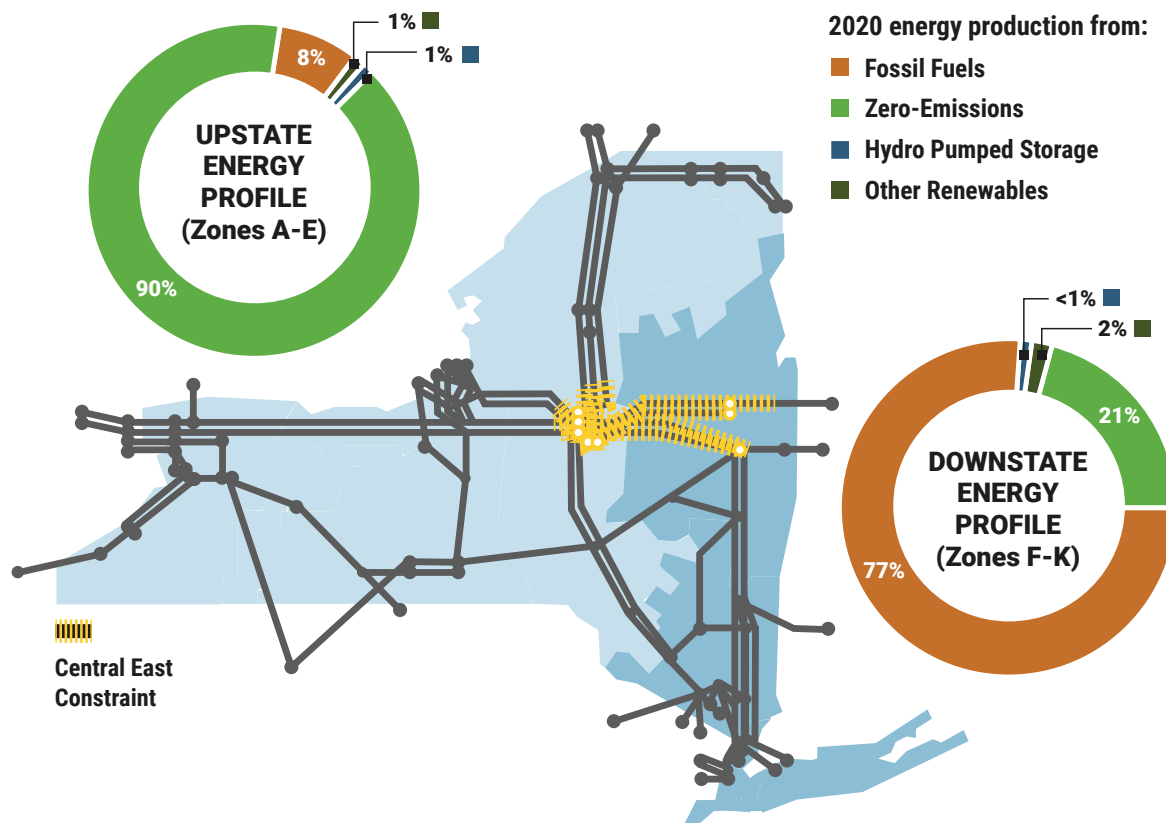 1%
1%
8%
UPSTATE
ENERGY
PROFILE
(Zones A-E)
90%
2020 energy production from:
Fossil Fuels
Zero-Emissions
Hydro Pumped Storage
Other Renewables
<1%
2%
21%
DOWNSTATE
ENERGY
PROFILE
(Zones F-K)
77%
Central East
Constraint